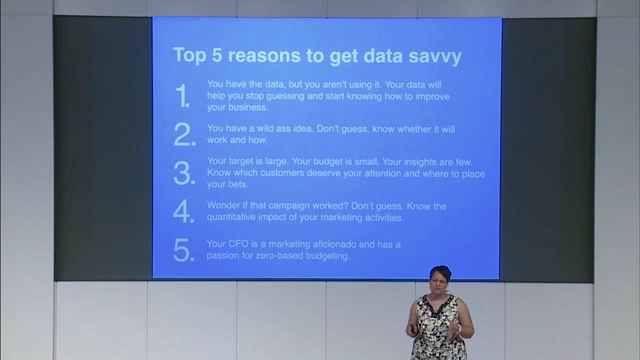 Top 5 reasons to get data savvy
1. You have the data, but you aren't using it. Your data will
help you stop guessing and start knowing how to improve
your business.
2. You have a wild ass idea. Don't guess, know whether it will
work and how.
3. Your target is large. Your budget is small. Your insights are few.
Know which customers deserve your attention and where to place
your bets.
4. Wonder if that campaign worked? Don't guess. Know the
quantitative impact of your marketing activities.
5. Your CFO is a marketing aficionado and has a
passion for zero-based budgeting.